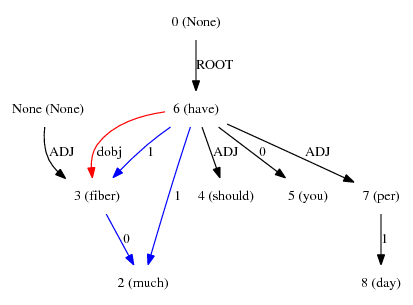 0 (None)
ROOT
None (None) 6 (have)
ADJ dobj 1 ADJ 0 ADJ
3 (fiber) 1 4 (should) 5 (you) 7 (per)
0 1
2 (much) 8 (day)